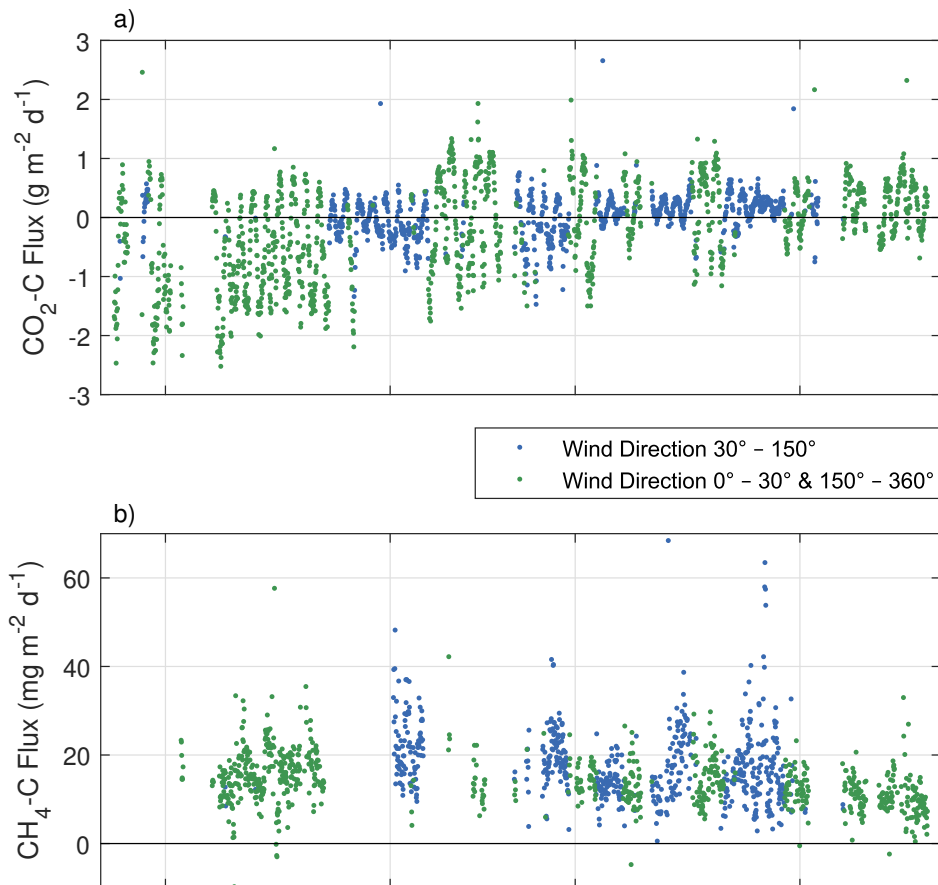 a)
3
2
1
0
-1
-2
-3
CO2-C Flux (g m-2 d-1)
Wind Direction 30° − 150°
Wind Direction 0° − 30° & 150° − 360°
b)
60
40
20
0
CH4-C Flux (mg m-2 d-1)